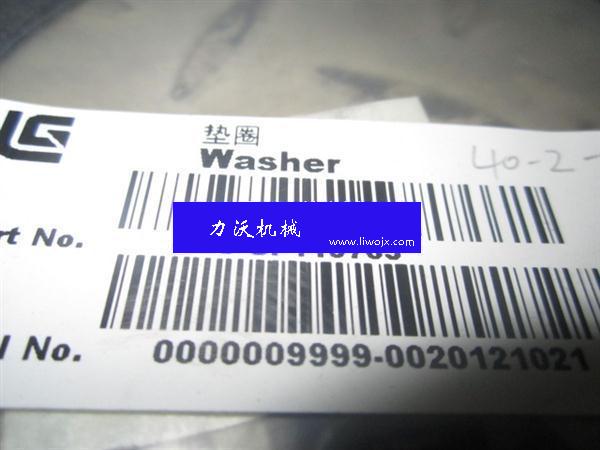 垫圈
Washer
40-2-
rt No.
力沃机械
www.liwojx.com
l No. 0000009999-0020121021